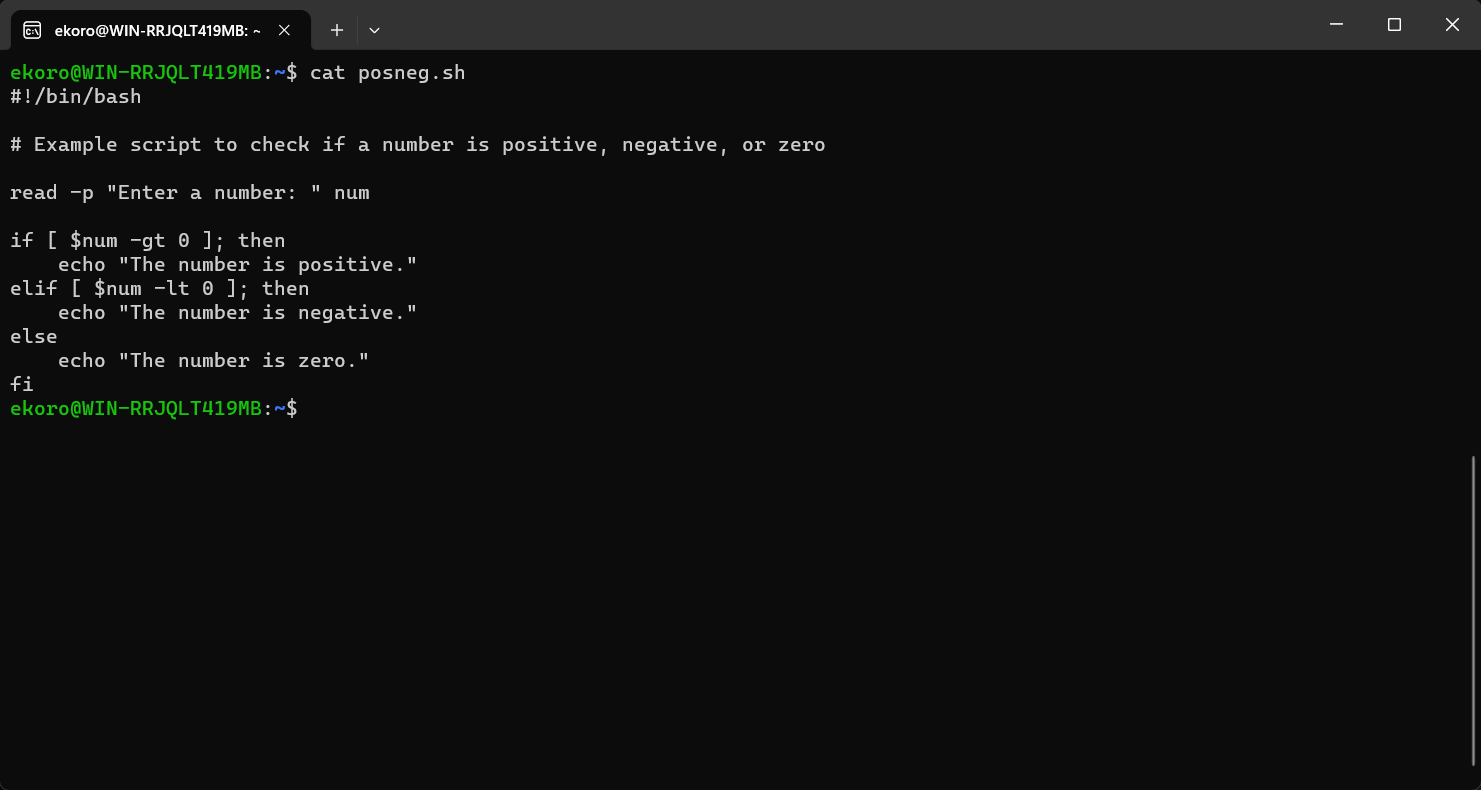 ekoro@WIN-RRJQLT419MB: ~
ekoro@WIN-RRJQLT419MB:~$ cat posneg.sh
#!/bin/bash

# Example script to check if a number is positive, negative, or zero

read -p "Enter a number: " num

if [ $num -gt 0 ]; then
    echo "The number is positive."
elif [ $num -lt 0 ]; then
    echo "The number is negative."
else
    echo "The number is zero."
fi
ekoro@WIN-RRJQLT419MB:~$